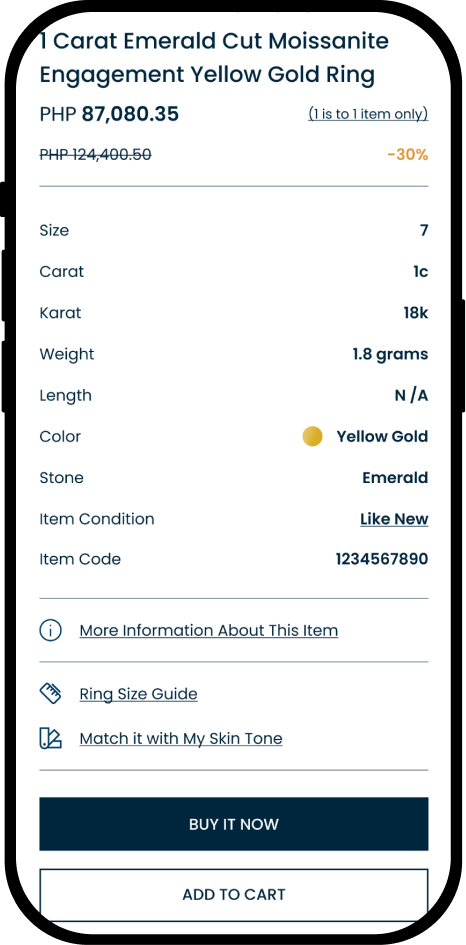 1 Carat Emerald Cut Moissanite
Engagement Yellow Gold Ring
PHP 87,080.35 (1 is to 1 item only)
PHP 124,400.50 -30%
Size 7
Carat 1c
Karat 18k
Weight 1.8 grams
Length N /A
Color Yellow Gold
Stone Emerald
Item Condition Like New
Item Code 1234567890
More Information About This Item
Ring Size Guide
Match it with My Skin Tone
BUY IT NOW
ADD TO CART